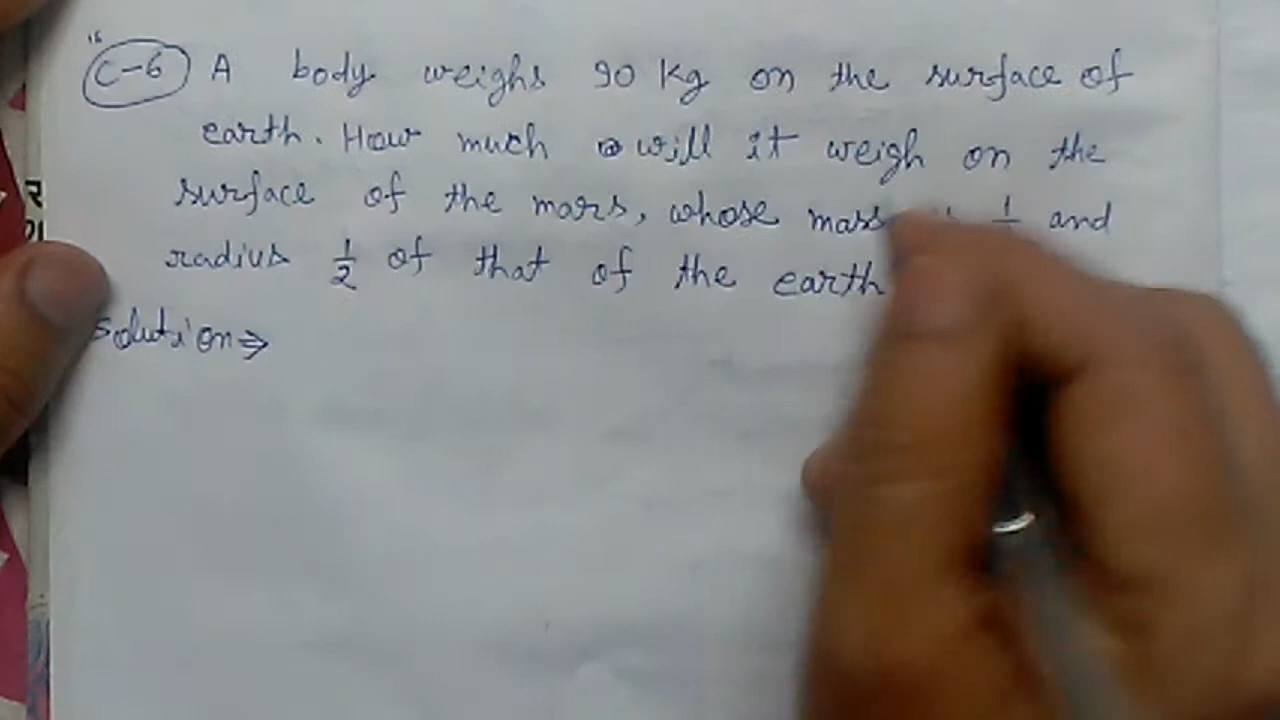 15
C-6 A body weighs 90 Kg on the surface of
earth. How much will it weigh on the
surface of the mars, whose mass and
radius 1/2 of that of the earth
Solution ⇒